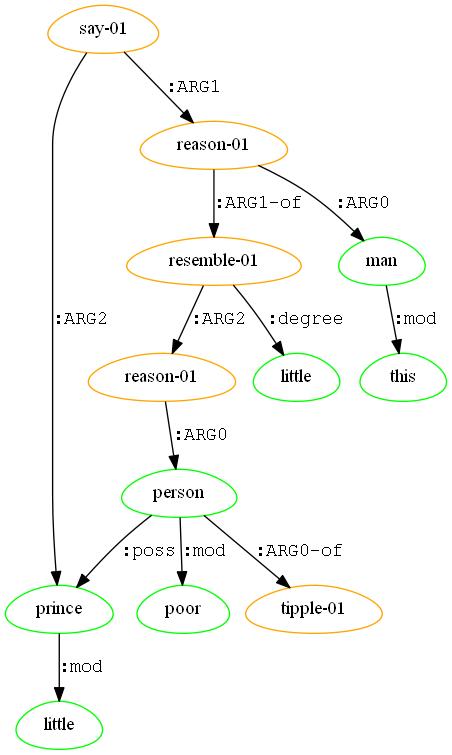 say-01
:ARG1
reason-01
:ARG1-of
:ARG0
resemble-01
man
:ARG2
:ARG2
:degree
:mod
reason-01
little
this
:ARG0
person
:poss
:mod
:ARG0-of
prince
poor
tipple-01
:mod
little